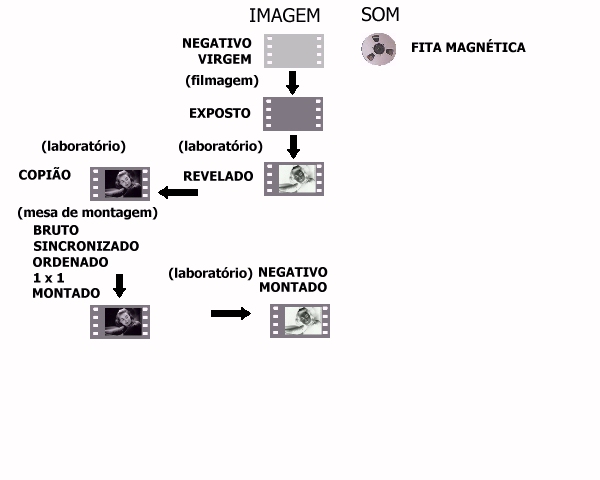 IMAGEM
SOM
NEGATIVO
VIRGEM
FITA MAGNÉTICA
(filmagem)
EXPOSTO
(laboratório)
(laboratório)
COPIÃO
REVELADO
(mesa de montagem)
BRUTO
SINCRONIZADO
ORDENADO
1 x 1
MONTADO
(laboratório) NEGATIVO
MONTADO